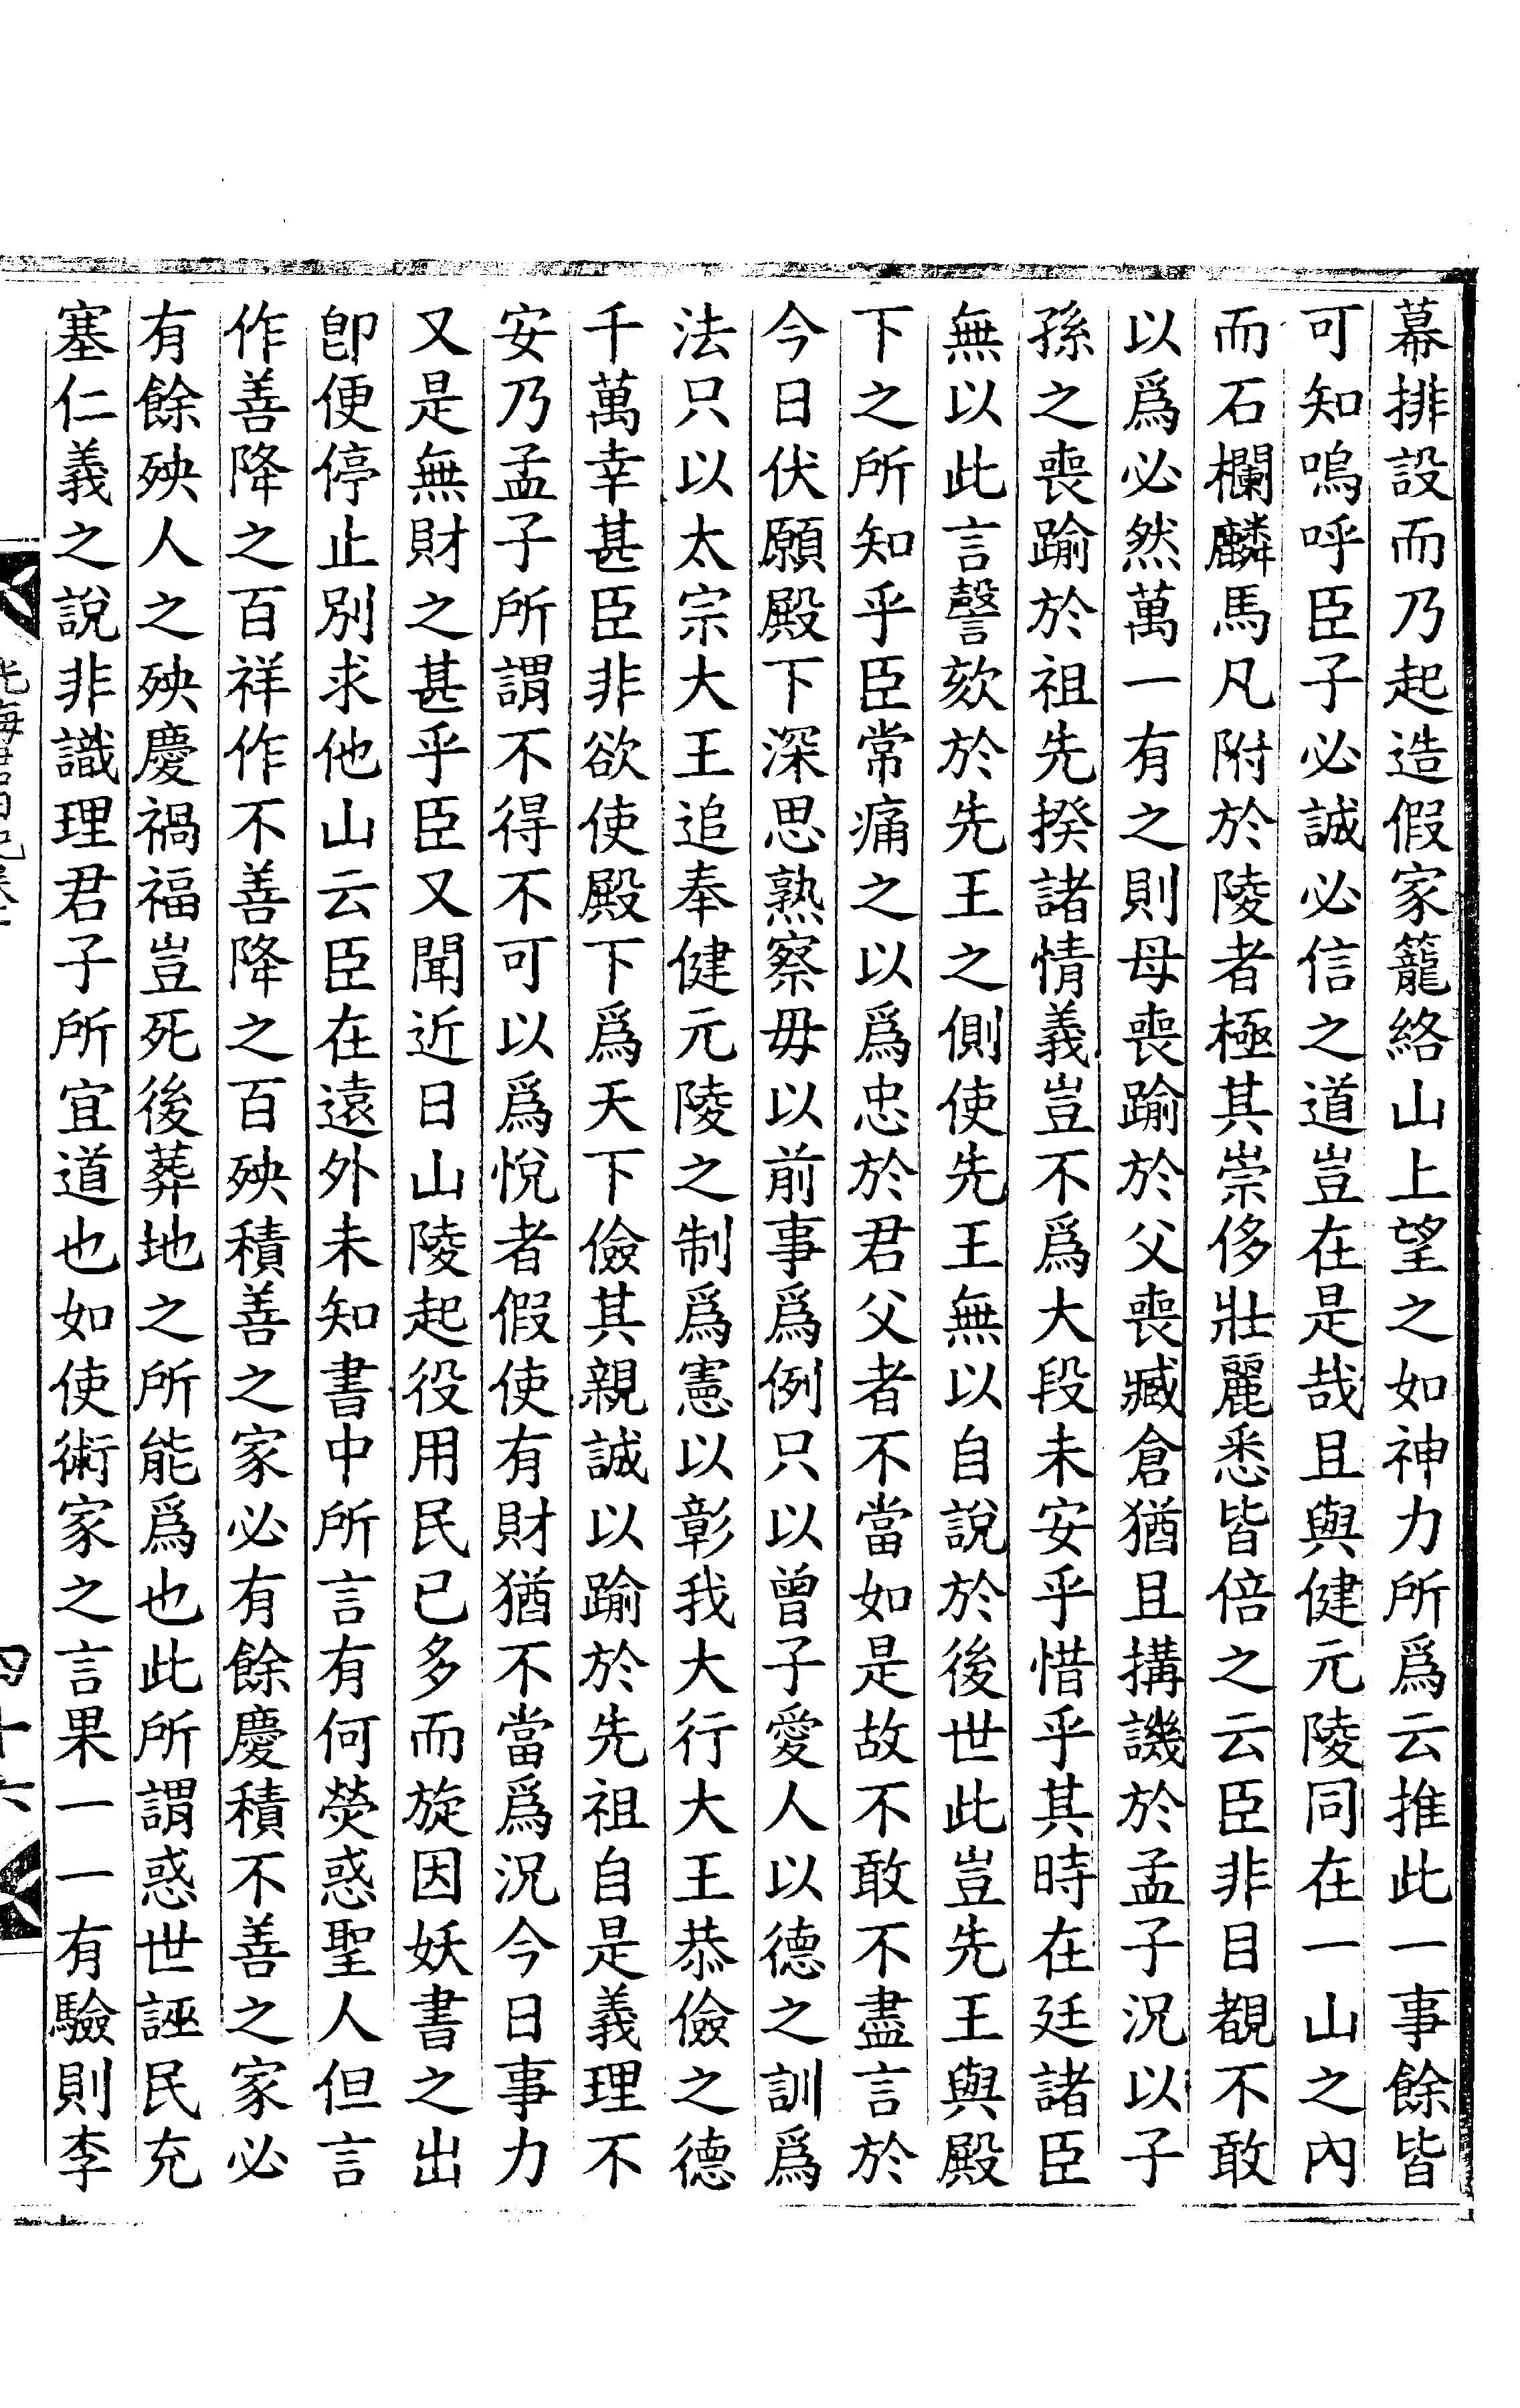 幕排設而乃起造假家籠絡山上望之如神力所爲云推此一事餘皆
可知嗚呼臣子必誠必信之道豈在是哉且與健元陵同在一山之內
而石欄麟馬凡附於陵者極其崇侈壯麗悉皆倍之云臣非目覩不敢
以爲必然萬一有之則母喪踰於父喪臧倉猶且搆譏於孟子況以子
孫之喪踰於祖先揆諸情義豈不爲大段未安乎惜乎其時在廷諸臣
無以此言謦欬於先王之側使先王無以自說於後世此豈先王與殿
下之所知乎臣常痛之以爲忠於君父者不當如是故不敢不盡言於
今日伏願殿下深思熟察毋以前事爲例只以曾子愛人以德之訓爲
法只以太宗大王追奉健元陵之制爲憲以彰我大行大王恭儉之德
千萬幸甚臣非欲使殿下爲天下儉其親誠以踰於先祖自是義理不
安乃孟子所謂不得不可以爲悅者假使有財猶不當爲況今日事力
又是無財之甚乎臣又聞近日山陵起役用民已多而旋因妖書之出
卽便停止別求他山云臣在遠外未知書中所言有何熒惑聖人但言
作善降之百祥作不善降之百殃積善之家必有餘慶積不善之家必
有餘殃人之殃慶禍福豈死後葬地之所能爲也此所謂惑世誣民充
塞仁義之說非識理君子所宜道也如使術家之言果一一有驗則李
光海君日記卷
四十六